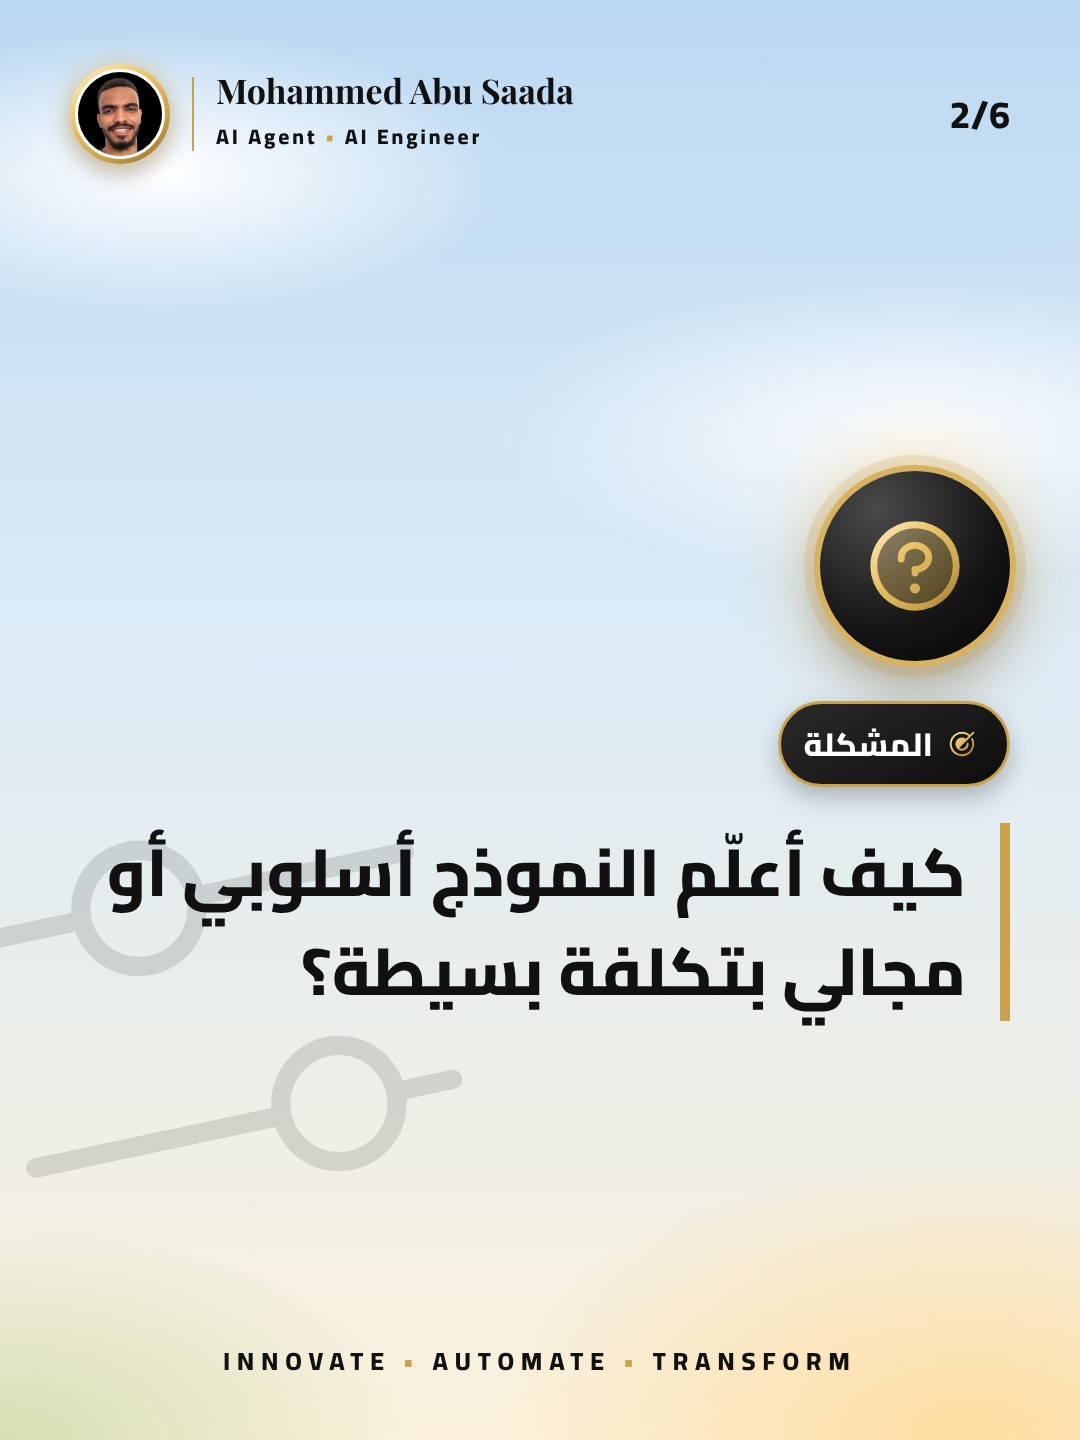 Mohammed Abu Saada
AI Agent ▪ AI Engineer
2/6
المشكلة
كيف أعلّم النموذج أسلوبي أو
مجالي بتكلفة بسيطة؟
INNOVATE ▪ AUTOMATE ▪ TRANSFORM